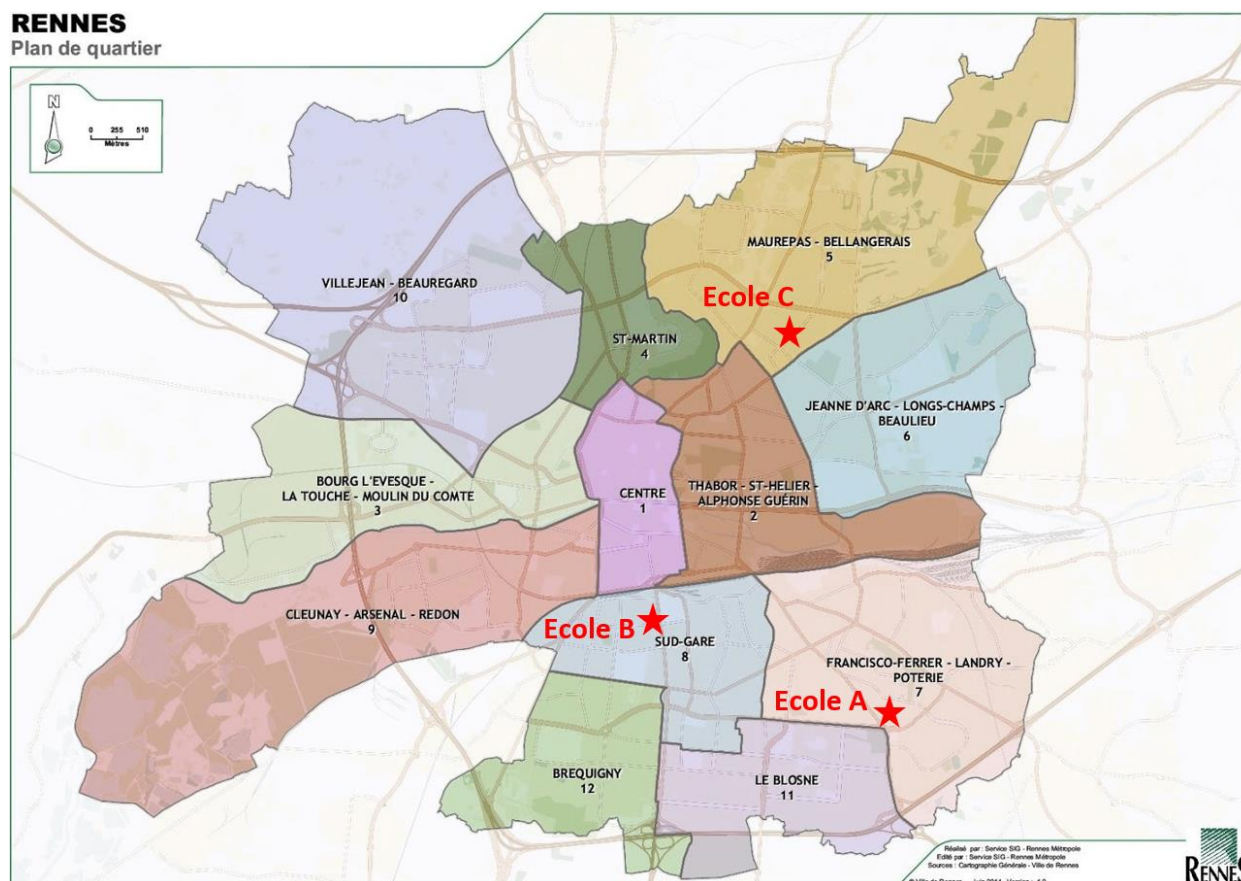 RENNES
Plan de quartier
N
0 255 510
Mètres
MAUREPAS - BELLANGERAIS
5
VILLEJEAN - BEAUREGARD
10
Ecole C
ST-MARTIN
4
JEANNE D'ARC - LONGS-CHAMPS -
BEAULIEU
6
BOURG L'EVESQUE -
LA TOUCHE - MOULIN DU COMTE
3
CENTRE
1
THABOR - ST-HELIER -
ALPHONSE GUÉRIN
2
CLEUNAY - ARSENAL - REDON
9
Ecole B
SUD-GARE
8
FRANCISCO-FERRER - LANDRY -
POTERIE
7
Ecole A
BREQUIGNY
12
LE BLOSNE
11
Réalisé par : Service SIG - Rennes Métropole
Edité par : Service SIG - Rennes Métropole
Sources : Cartographie Générale - Ville de Rennes
RENNES